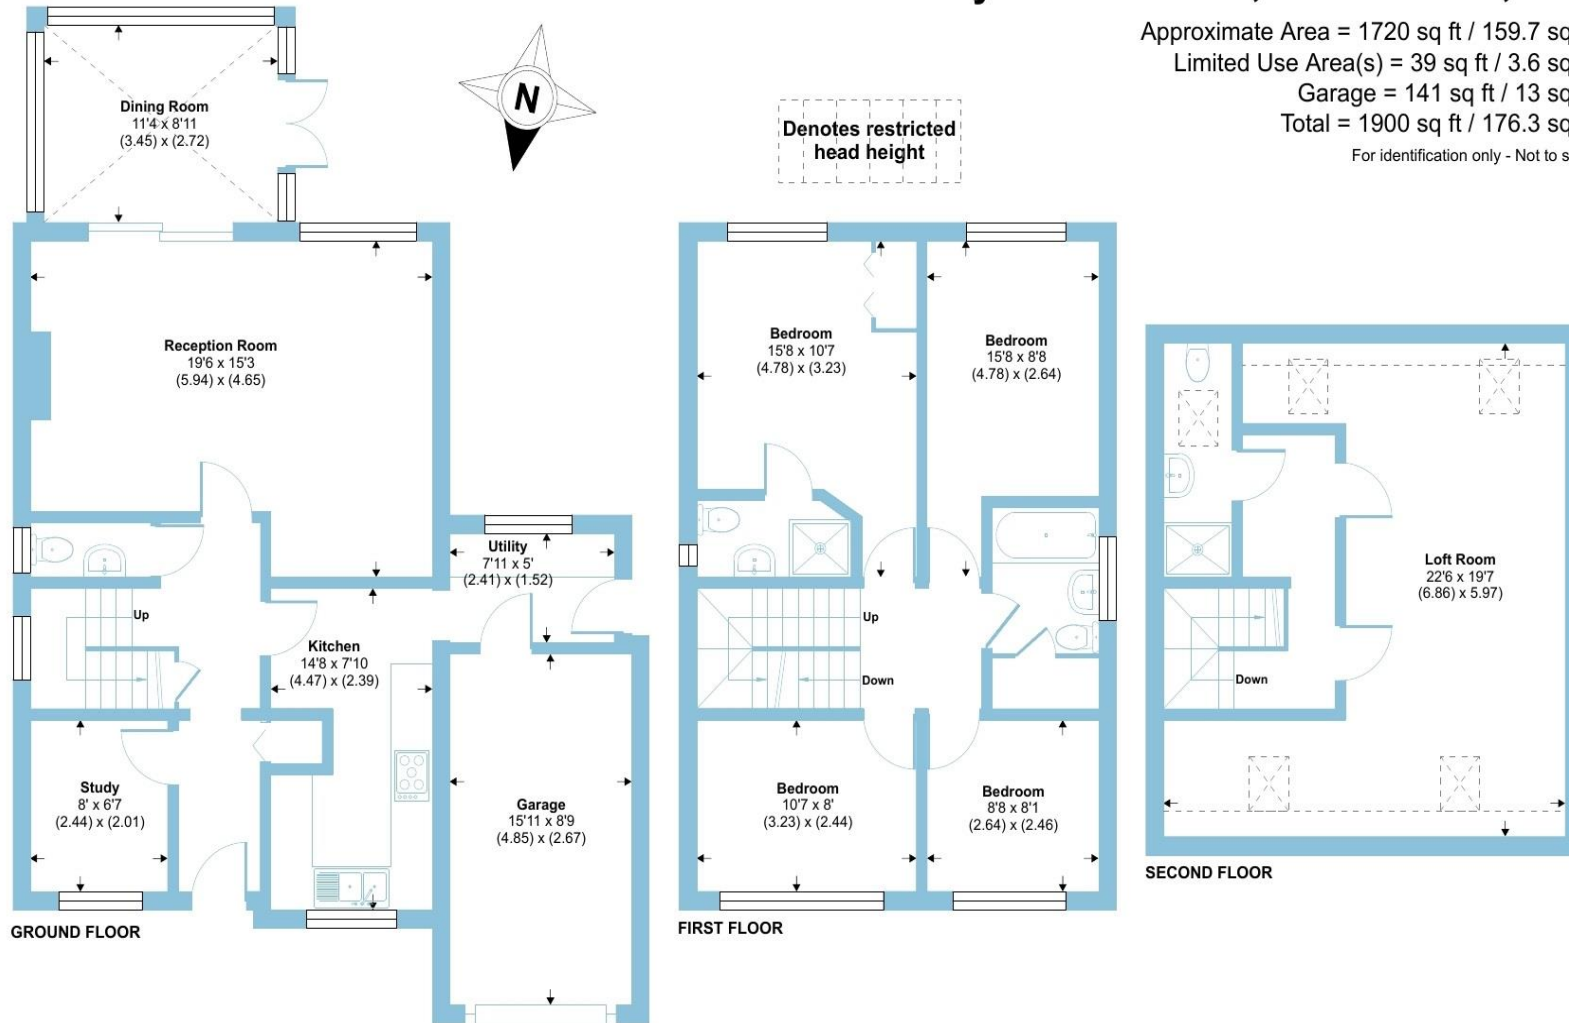 Approximate Area = 1720 sq ft / 159.7 sq
Limited Use Area(s) = 39 sq ft / 3.6 sq
Garage = 141 sq ft / 13 sq
Total = 1900 sq ft / 176.3 sq
For identification only - Not to s
N
Denotes restricted
head height
Dining Room
11'4 x 8'11
(3.45) x (2.72)
Reception Room
19'6 x 15'3
(5.94) x (4.65)
Utility
7'11 x 5'
(2.41) x (1.52)
Up
Kitchen
14'8 x 7'10
(4.47) x (2.39)
Study
8' x 6'7
(2.44) x (2.01)
Garage
15'11 x 8'9
(4.85) x (2.67)
GROUND FLOOR
Bedroom
15'8 x 10'7
(4.78) x (3.23)
Bedroom
15'8 x 8'8
(4.78) x (2.64)
Up
Down
Bedroom
10'7 x 8'
(3.23) x (2.44)
Bedroom
8'8 x 8'1
(2.64) x (2.46)
FIRST FLOOR
Loft Room
22'6 x 19'7
(6.86) x 5.97)
Down
SECOND FLOOR